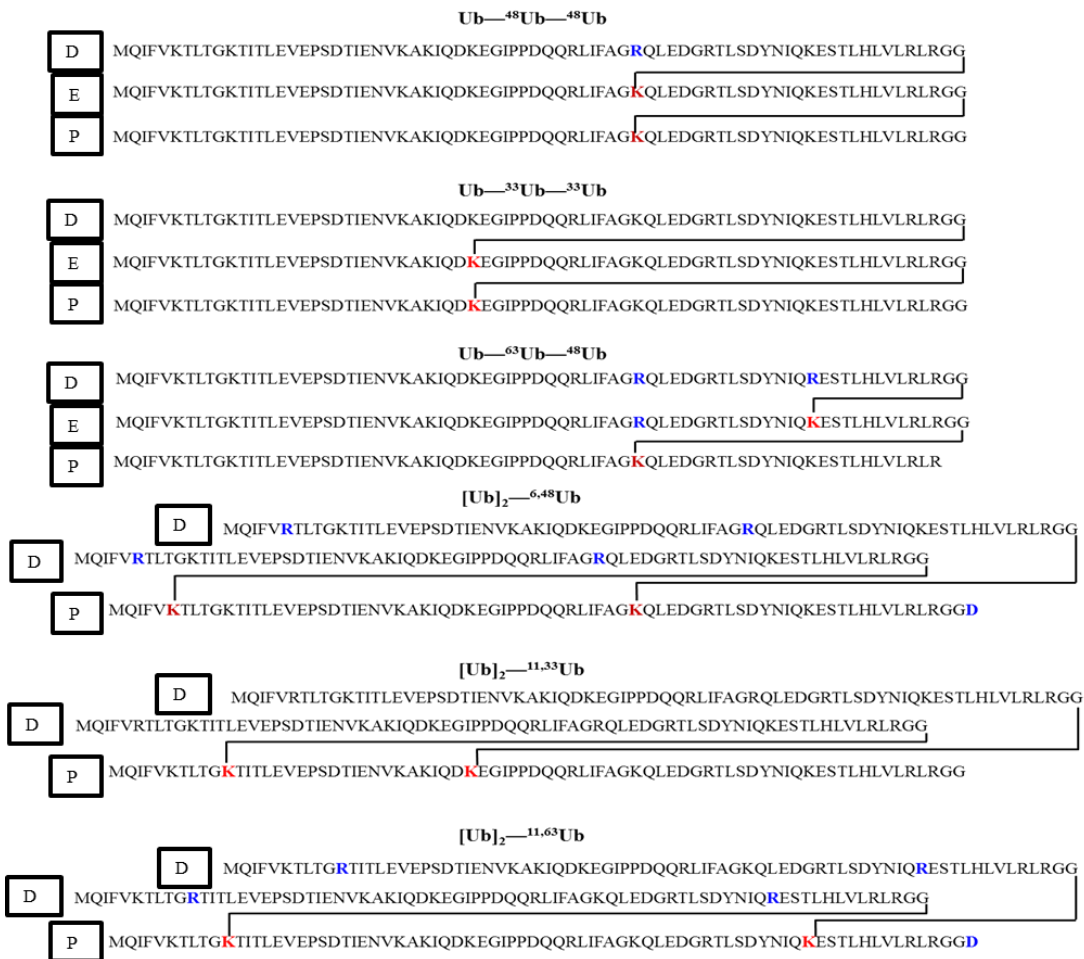 Ub—⁴⁸Ub—⁴⁸Ub
D MQIFVKTLTGKTITLEVEPSDTIENVKAKIQDKEGIPPDQQRLIFAGRQLEDGRTLSDYNIQKESTLHLVLRLRGG
E MQIFVKTLTGKTITLEVEPSDTIENVKAKIQDKEGIPPDQQRLIFAGKQLEDGRTLSDYNIQKESTLHLVLRLRGG
P MQIFVKTLTGKTITLEVEPSDTIENVKAKIQDKEGIPPDQQRLIFAGKQLEDGRTLSDYNIQKESTLHLVLRLRGG
Ub—³³Ub—³³Ub
D MQIFVKTLTGKTITLEVEPSDTIENVKAKIQDKEGIPPDQQRLIFAGKQLEDGRTLSDYNIQKESTLHLVLRLRGG
E MQIFVKTLTGKTITLEVEPSDTIENVKAKIQDKEGIPPDQQRLIFAGKQLEDGRTLSDYNIQKESTLHLVLRLRGG
P MQIFVKTLTGKTITLEVEPSDTIENVKAKIQDKEGIPPDQQRLIFAGKQLEDGRTLSDYNIQKESTLHLVLRLRGG
Ub—⁶³Ub—⁴⁸Ub
D MQIFVKTLTGKTITLEVEPSDTIENVKAKIQDKEGIPPDQQRLIFAGRQLEDGRTLSDYNIQRESTLHLVLRLRGG
E MQIFVKTLTGKTITLEVEPSDTIENVKAKIQDKEGIPPDQQRLIFAGRQLEDGRTLSDYNIQKESTLHLVLRLRGG
P MQIFVKTLTGKTITLEVEPSDTIENVKAKIQDKEGIPPDQQRLIFAGKQLEDGRTLSDYNIQKESTLHLVLRLR
[Ub]₂—⁶,⁴⁸Ub
D MQIFVRTLTGKTITLEVEPSDTIENVKAKIQDKEGIPPDQQRLIFAGRQLEDGRTLSDYNIQKESTLHLVLRLRGG
D MQIFVRTLTGKTITLEVEPSDTIENVKAKIQDKEGIPPDQQRLIFAGRQLEDGRTLSDYNIQKESTLHLVLRLRGG
P MQIFVKTLTGKTITLEVEPSDTIENVKAKIQDKEGIPPDQQRLIFAGKQLEDGRTLSDYNIQKESTLHLVLRLRGGD
[Ub]₂—¹¹,³³Ub
D MQIFVRTLTGKTITLEVEPSDTIENVKAKIQDKEGIPPDQQRLIFAGRQLEDGRTLSDYNIQKESTLHLVLRLRGG
D MQIFVRTLTGKTITLEVEPSDTIENVKAKIQDKEGIPPDQQRLIFAGRQLEDGRTLSDYNIQKESTLHLVLRLRGG
P MQIFVKTLTGKTITLEVEPSDTIENVKAKIQDKEGIPPDQQRLIFAGKQLEDGRTLSDYNIQKESTLHLVLRLRGG
[Ub]₂—¹¹,⁶³Ub
D MQIFVKTLTGRTITLEVEPSDTIENVKAKIQDKEGIPPDQQRLIFAGKQLEDGRTLSDYNIQRESTLHLVLRLRGG
D MQIFVKTLTGRTITLEVEPSDTIENVKAKIQDKEGIPPDQQRLIFAGKQLEDGRTLSDYNIQRESTLHLVLRLRGG
P MQIFVKTLTGKTITLEVEPSDTIENVKAKIQDKEGIPPDQQRLIFAGKQLEDGRTLSDYNIQKESTLHLVLRLRGGD